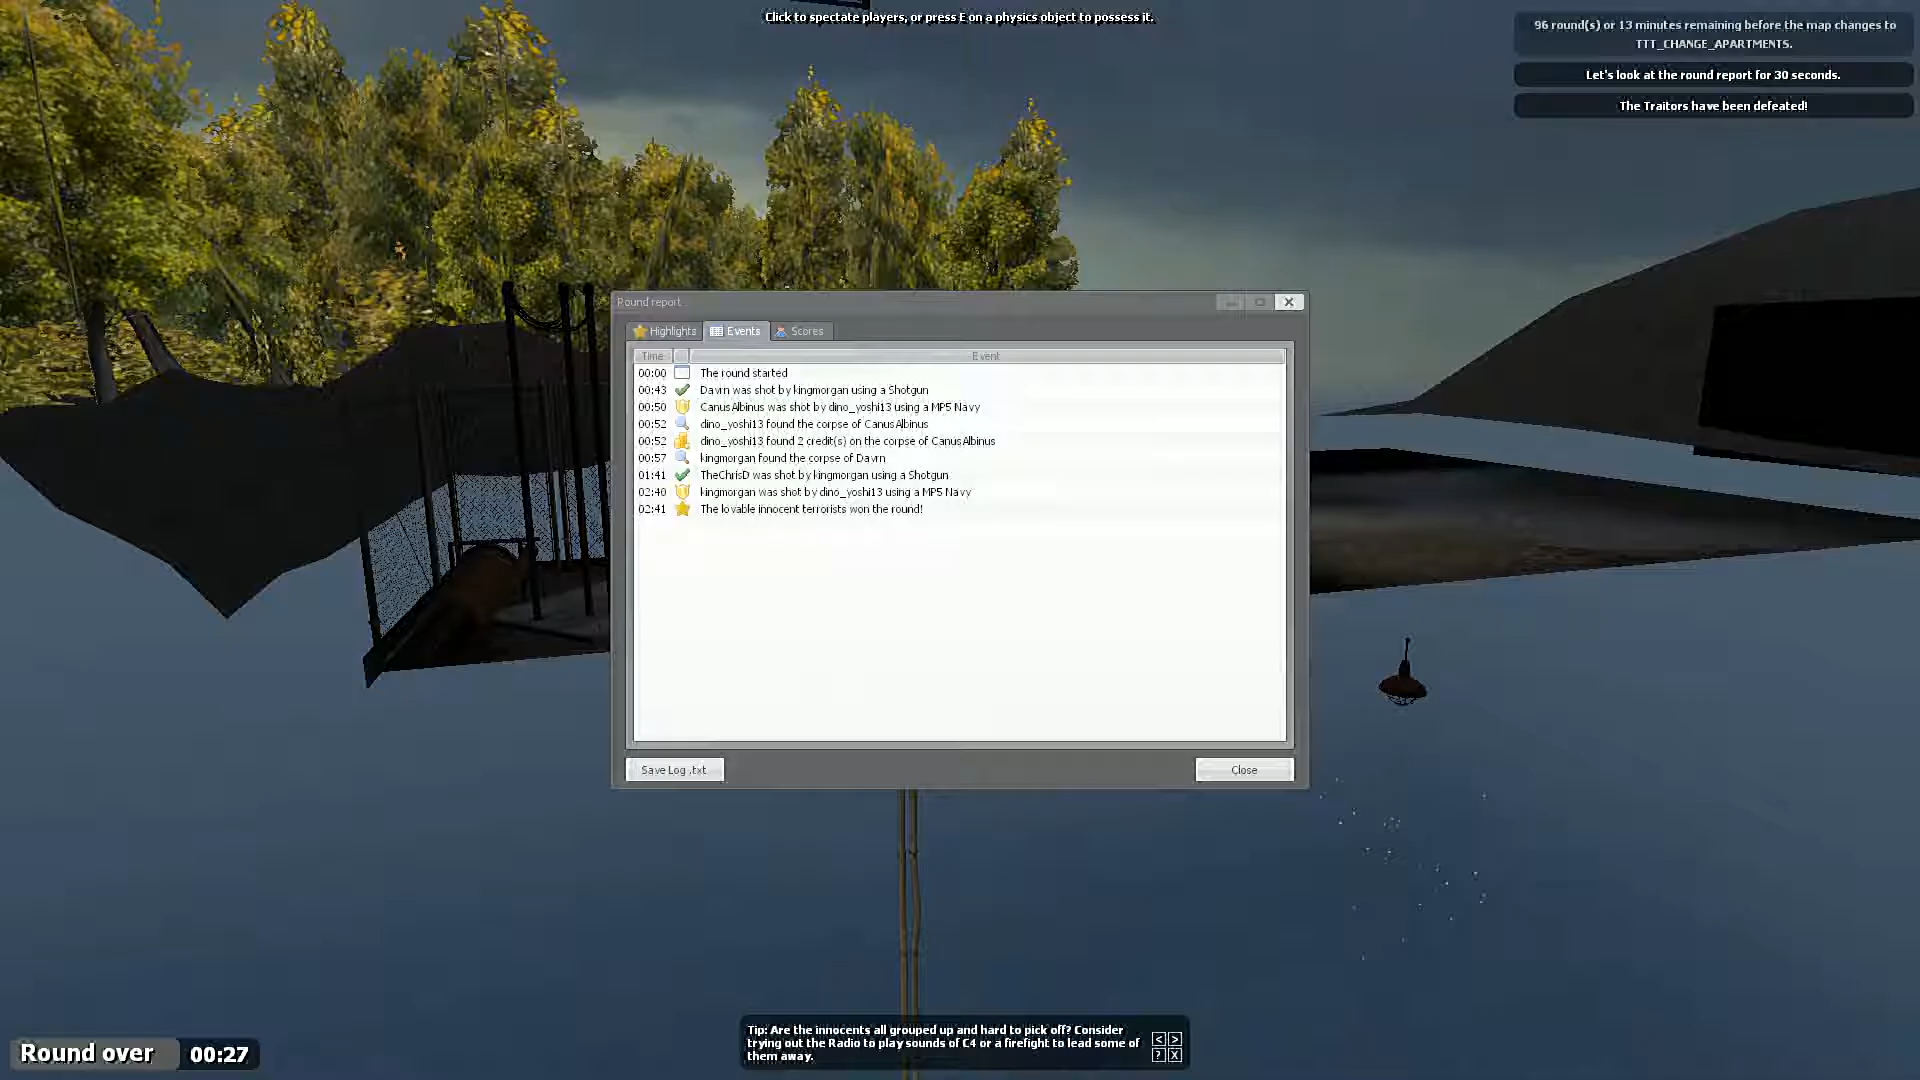 Click to spectate players, or press E on a physics object to possess it.
96 round(s) or 13 minutes remaining before the map changes to
TTT_CHANGE_APARTMENTS.
Let's look at the round report for 30 seconds.
The Traitors have been defeated!
Round report
Highlights Events Scores
Time Event
00:00 The round started
00:43 Davrn was shot by kingmorgan using a Shotgun
00:50 CanusAlbinus was shot by dino_yoshi13 using a MP5 Navy
00:52 dino_yoshi13 found the corpse of CanusAlbinus
00:52 dino_yoshi13 found 2 credit(s) on the corpse of CanusAlbinus
00:57 kingmorgan found the corpse of Davrn
01:41 TheChrisD was shot by kingmorgan using a Shotgun
02:40 kingmorgan was shot by dino_yoshi13 using a MP5 Navy
02:41 The lovable innocent terrorists won the round!
Save Log .txt Close
Tip: Are the innocents all grouped up and hard to pick off? Consider
trying out the Radio to play sounds of C4 or a firefight to lead some of
them away.
< >
? X
Round over 00:27